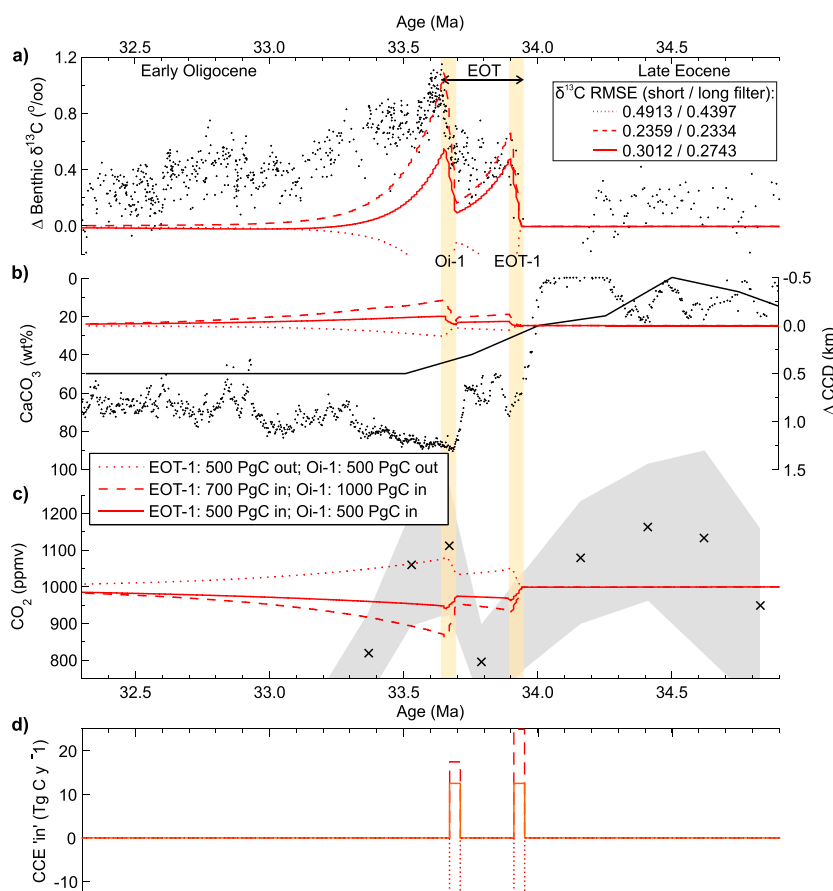 Age (Ma)
32.5 33.0 33.5 34.0 34.5
a)
1.2
0.8
0.4
0.0
Δ Benthic δ¹³C (⁰/oo)
Early Oligocene
EOT
Late Eocene
δ¹³C RMSE (short / long filter):
0.4913 / 0.4397
0.2359 / 0.2334
0.3012 / 0.2743
Oi-1
EOT-1
b)
0
20
40
60
80
100
CaCO₃ (wt%)
-0.5
0.0
0.5
1.0
1.5
Δ CCD (km)
EOT-1: 500 PgC out; Oi-1: 500 PgC out
EOT-1: 700 PgC in; Oi-1: 1000 PgC in
EOT-1: 500 PgC in; Oi-1: 500 PgC in
c)
1200
1100
1000
900
800
CO₂ (ppmv)
32.5 33.0 33.5 34.0 34.5
Age (Ma)
d)
20
10
0
-10
CCE 'in' (Tg C y⁻1)